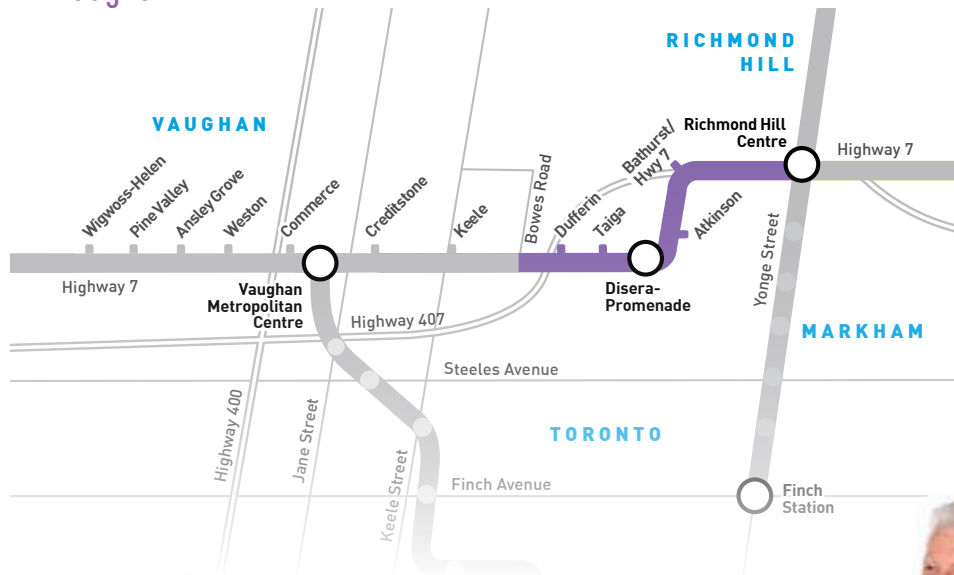 RICHMOND
HILL
VAUGHAN
Richmond Hill
Centre
Highway 7
Bathurst/
Hwy 7
Wigwoss-Helen
Pine Valley
Ansley Grove
Weston
Commerce
Creditstone
Keele
Bowes Road
Dufferin
Taiga
Atkinson
Highway 7
Vaughan
Metropolitan
Centre
Disera-
Promenade
Yonge Street
Highway 407
MARKHAM
Steeles Avenue
Highway 400
Jane Street
Keele Street
TORONTO
Finch Avenue
Finch
Station